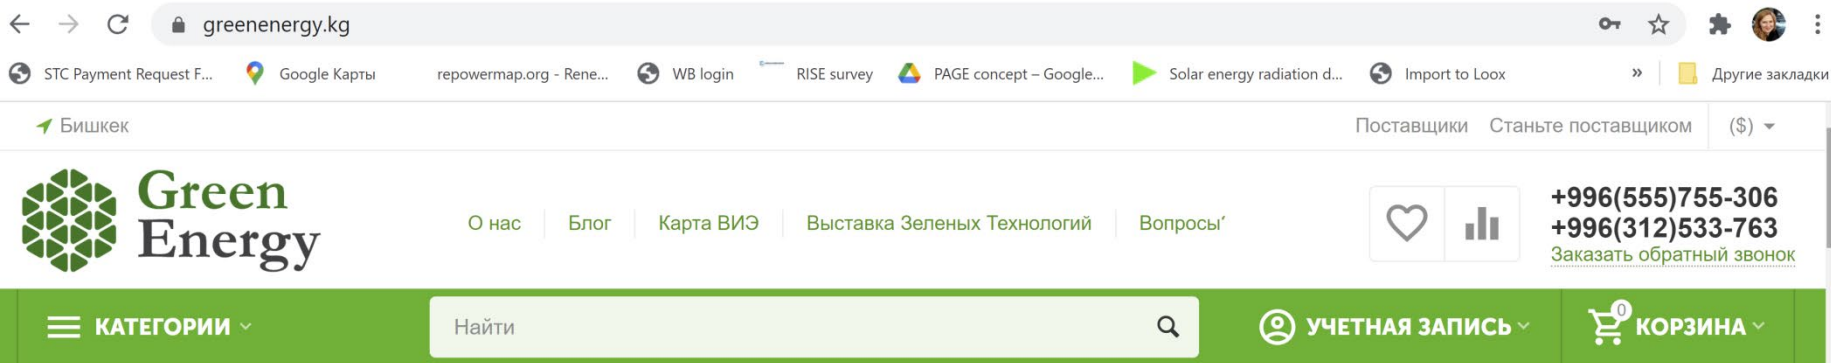 greenenergy.kg
STC Payment Request F... Google Карты repowermap.org - Rene... WB login RISE survey PAGE concept – Google... Solar energy radiation d... Import to Loox » Другие закладки
Бишкек Поставщики Станьте поставщиком ($)
Green
Energy
О нас Блог Карта ВИЭ Выставка Зеленых Технологий Вопросы
+996(555)755-306
+996(312)533-763
Заказать обратный звонок
КАТЕГОРИИ Найти УЧЕТНАЯ ЗАПИСЬ 0 КОРЗИНА